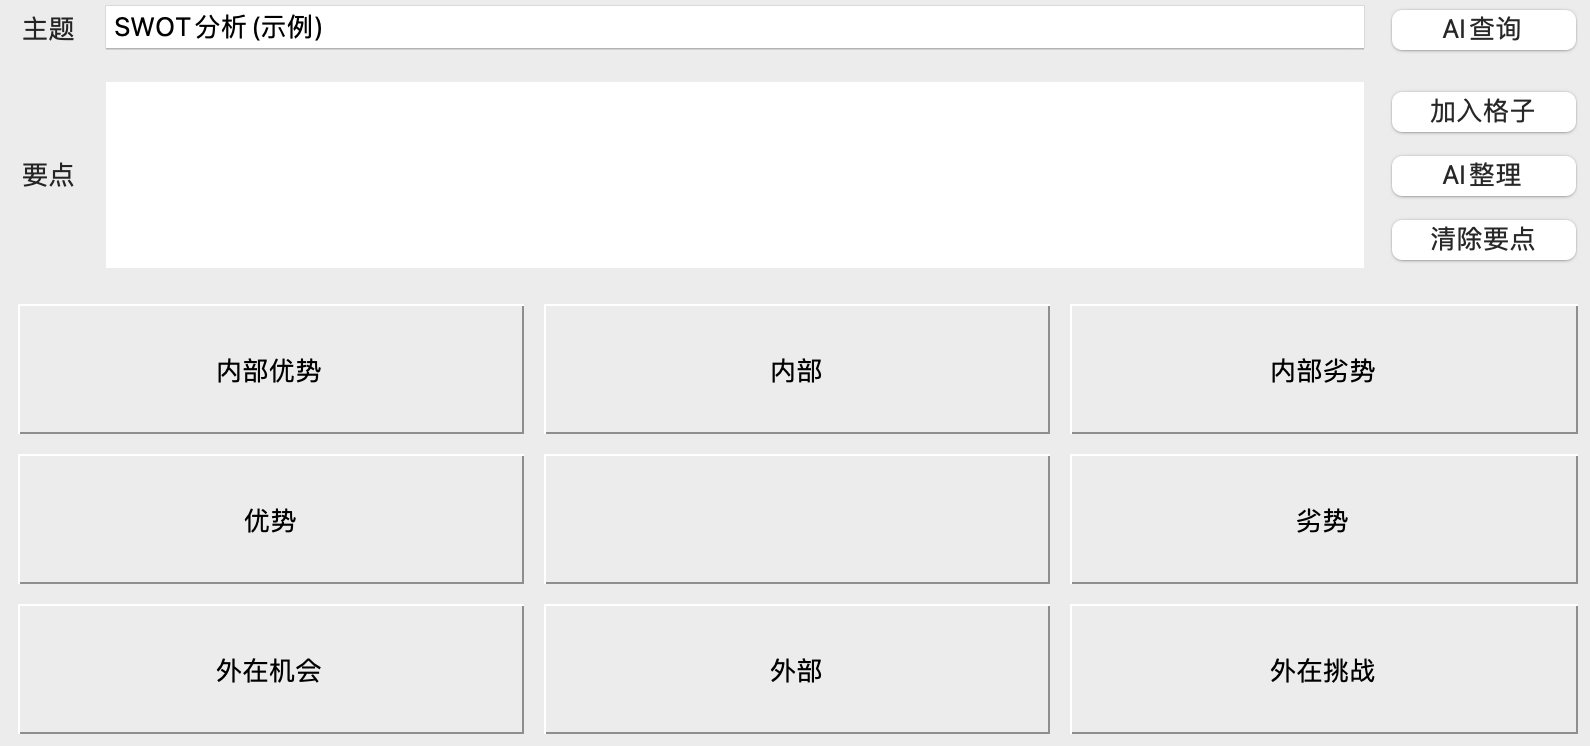 主题
SWOT分析(示例)
AI查询
要点
加入格子
AI整理
清除要点
内部优势
内部
内部劣势
优势
劣势
外在机会
外部
外在挑战